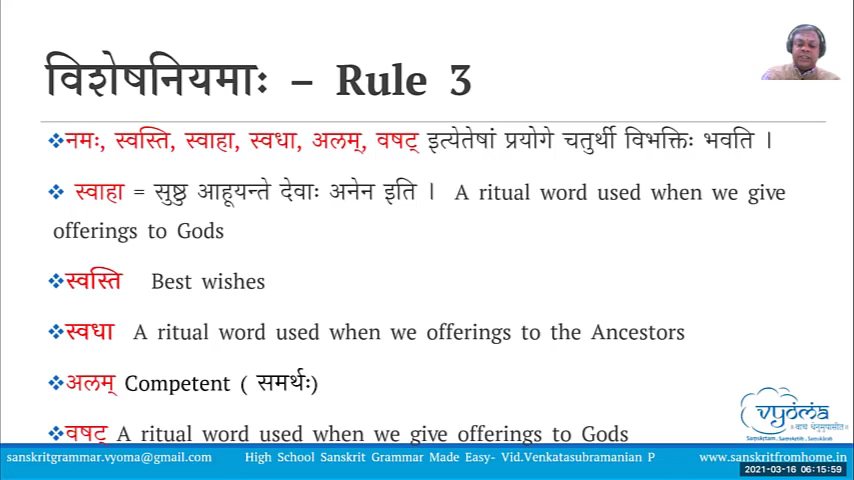 विशेषनियमाः – Rule 3
❖नमः, स्वस्ति, स्वाहा, स्वधा, अलम्, वषट् इत्येतेषां प्रयोगे चतुर्थी विभक्तिः भवति ।
❖ स्वाहा = सुष्ठु आहूयन्ते देवाः अनेन इति । A ritual word used when we give
offerings to Gods
❖स्वस्ति Best wishes
❖स्वधा A ritual word used when we offerings to the Ancestors
❖अलम् Competent ( समर्थः)
❖वषट् A ritual word used when we give offerings to Gods
vyoma
॥ वाचं धेनुमुपासीत ॥
Samskrtam, Samskriti, Samskara
sanskritgrammar.vyoma@gmail.com High School Sanskrit Grammar Made Easy- Vid.Venkatasubramanian P www.sanskritfromhome.in
2021-03-16 06:15:59